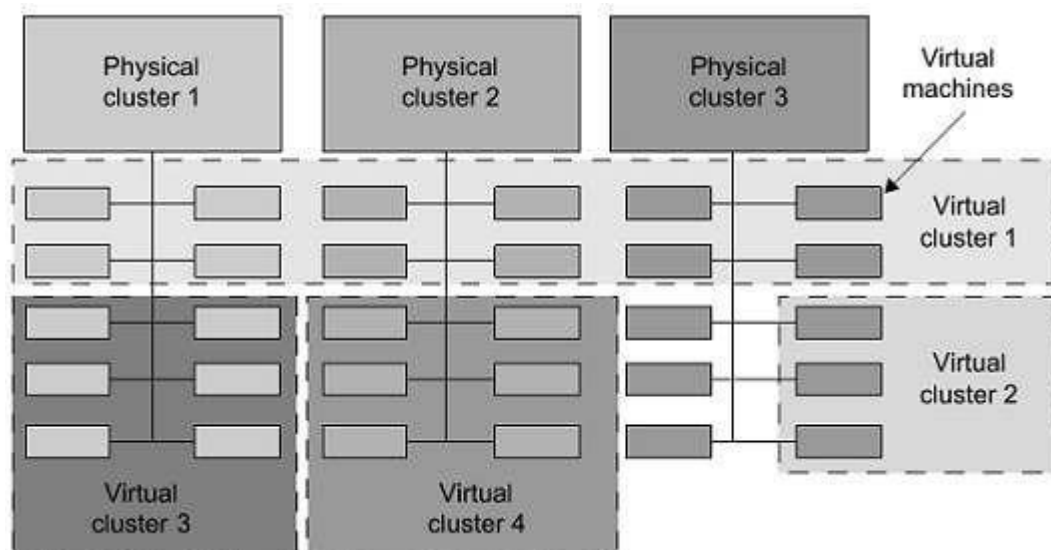 Physical
cluster 1
Physical
cluster 2
Physical
cluster 3
Virtual
machines
Virtual
cluster 1
Virtual
cluster 2
Virtual
cluster 3
Virtual
cluster 4